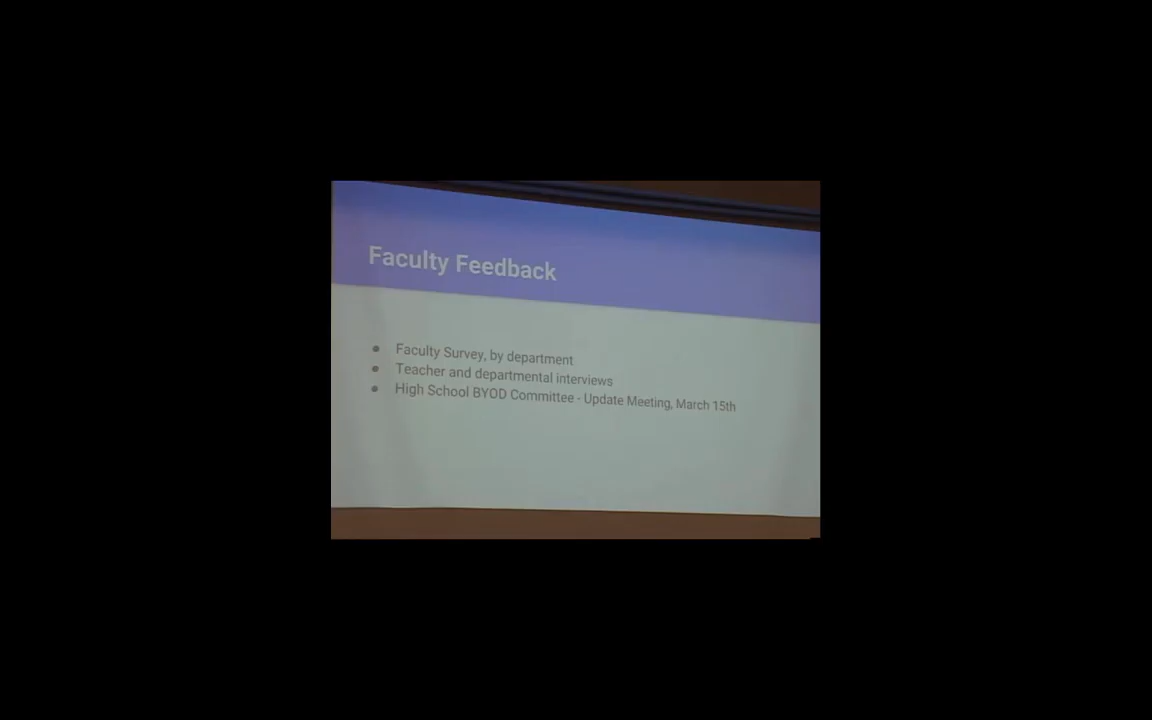 Faculty Feedback
● Faculty Survey, by department
● Teacher and departmental interviews
● High School BYOD Committee - Update Meeting, March 15th